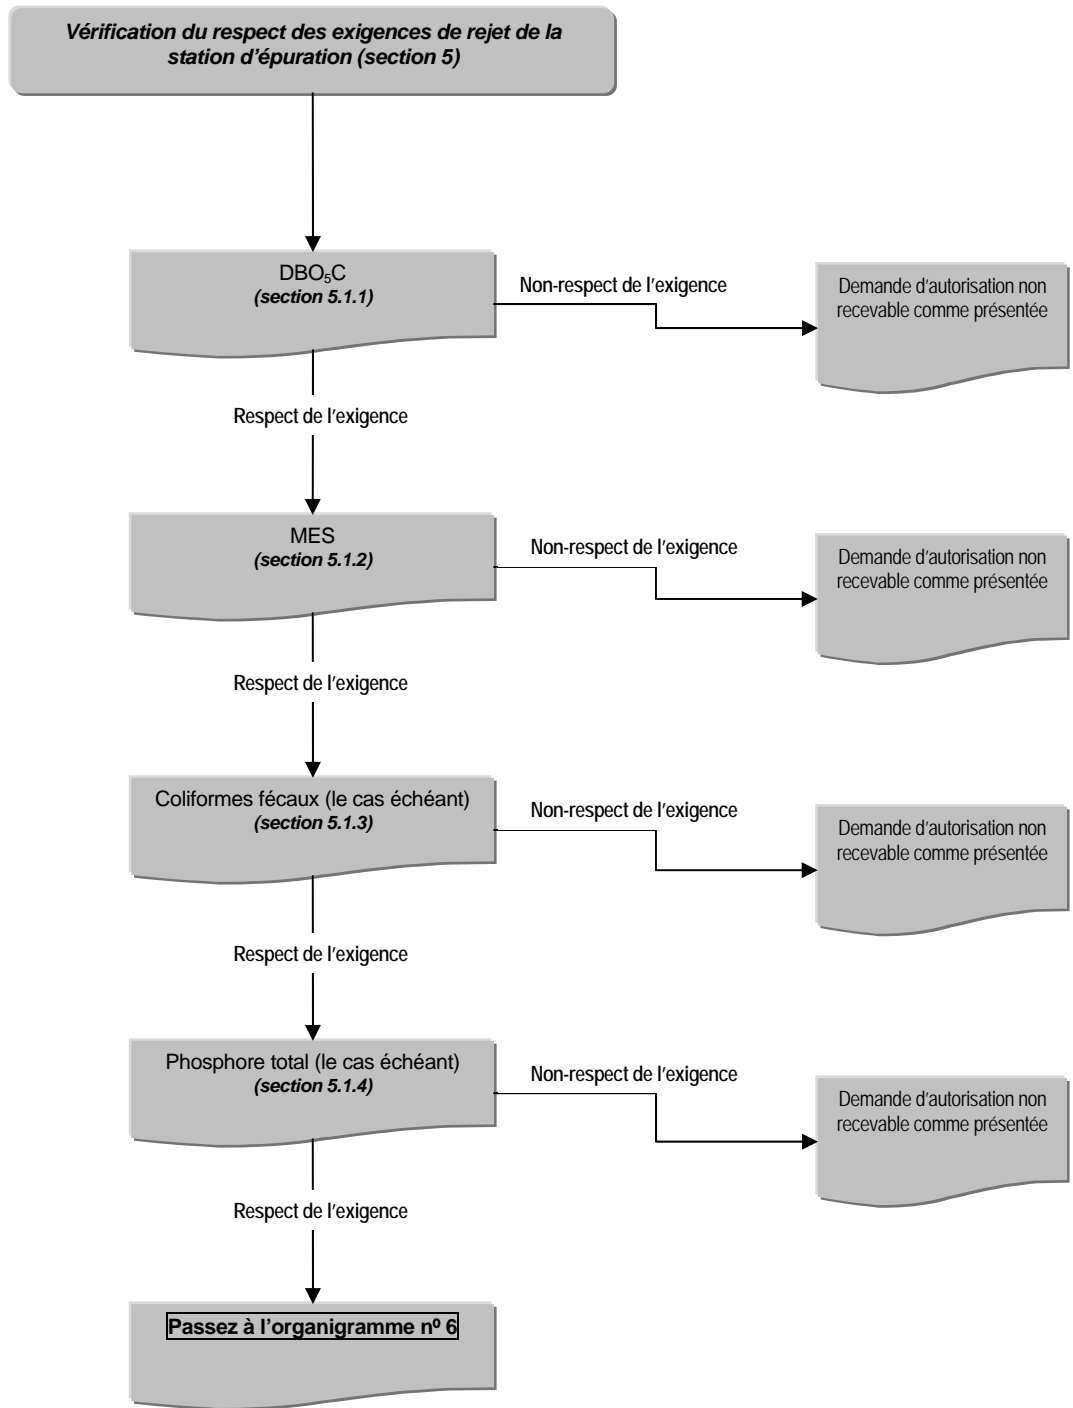 Vérification du respect des exigences de rejet de la
station d'épuration (section 5)
DBO₅C
(section 5.1.1)
Non-respect de l'exigence
Demande d'autorisation non
recevable comme présentée
Respect de l'exigence
MES
(section 5.1.2)
Non-respect de l'exigence
Demande d'autorisation non
recevable comme présentée
Respect de l'exigence
Coliformes fécaux (le cas échéant)
(section 5.1.3)
Non-respect de l'exigence
Demande d'autorisation non
recevable comme présentée
Respect de l'exigence
Phosphore total (le cas échéant)
(section 5.1.4)
Non-respect de l'exigence
Demande d'autorisation non
recevable comme présentée
Respect de l'exigence
Passez à l'organigramme nº 6